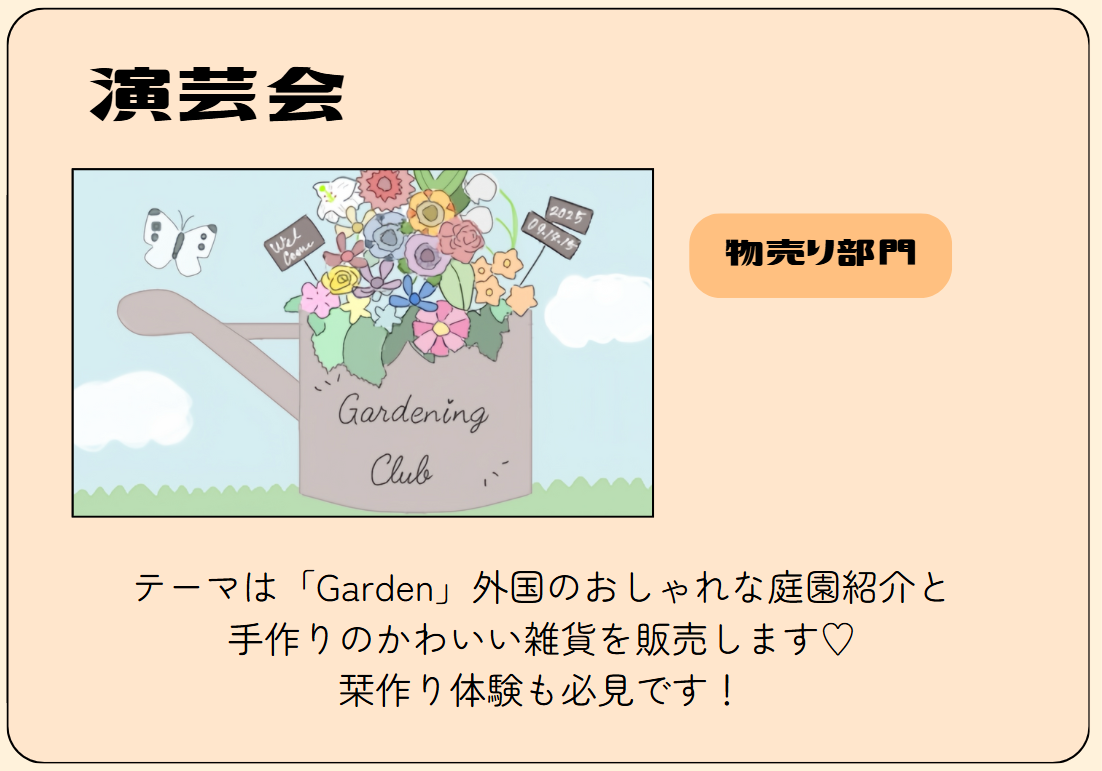 演芸会
Wel
Come
2025
09.14.15
物売り部門
Gardening
Club
テーマは「Garden」外国のおしゃれな庭園紹介と
手作りのかわいい雑貨を販売します♡
栞作り体験も必見です！